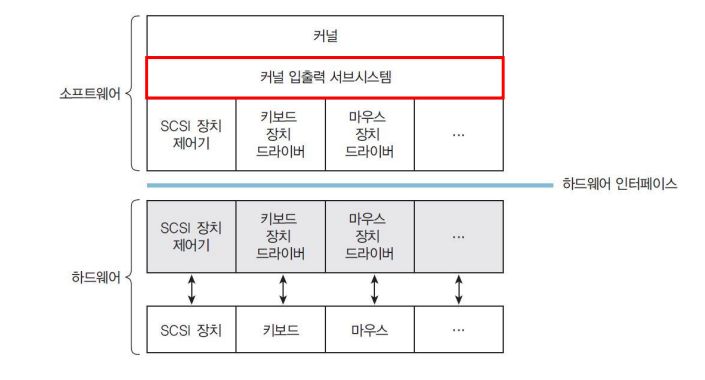 커널
커널 입출력 서브시스템
소프트웨어
SCSI 장치
제어기
키보드
장치
드라이버
마우스
장치
드라이버
...
하드웨어 인터페이스
하드웨어
SCSI 장치
제어기
키보드
장치
드라이버
마우스
장치
드라이버
...
SCSI 장치
키보드
마우스
...